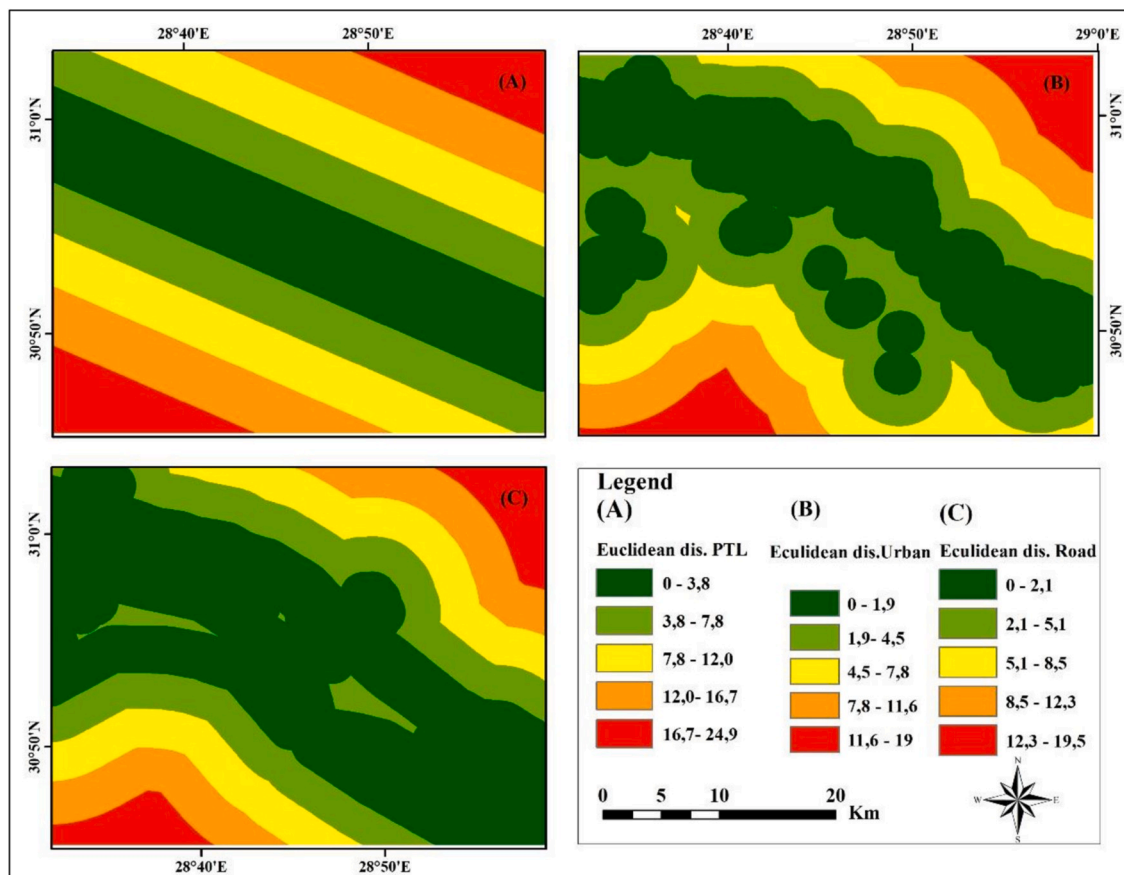 28°40'E 28°50'E
28°40'E 28°50'E 29°0'E
(A)
31°0'N
30°50'N
(B)
31°0'N
30°50'N
(C)
31°0'N
30°50'N
28°40'E 28°50'E
Legend
(A)
Euclidean dis. PTL
0 - 3,8
3,8 - 7,8
7,8 - 12,0
12,0- 16,7
16,7- 24,9
(B)
Eculidean dis.Urban
0 - 1,9
1,9- 4,5
4,5 - 7,8
7,8 - 11,6
11,6 - 19
(C)
Eculidean dis. Road
0 - 2,1
2,1 - 5,1
5,1 - 8,5
8,5 - 12,3
12,3 - 19,5
0 5 10 20
Km
N
W E
S